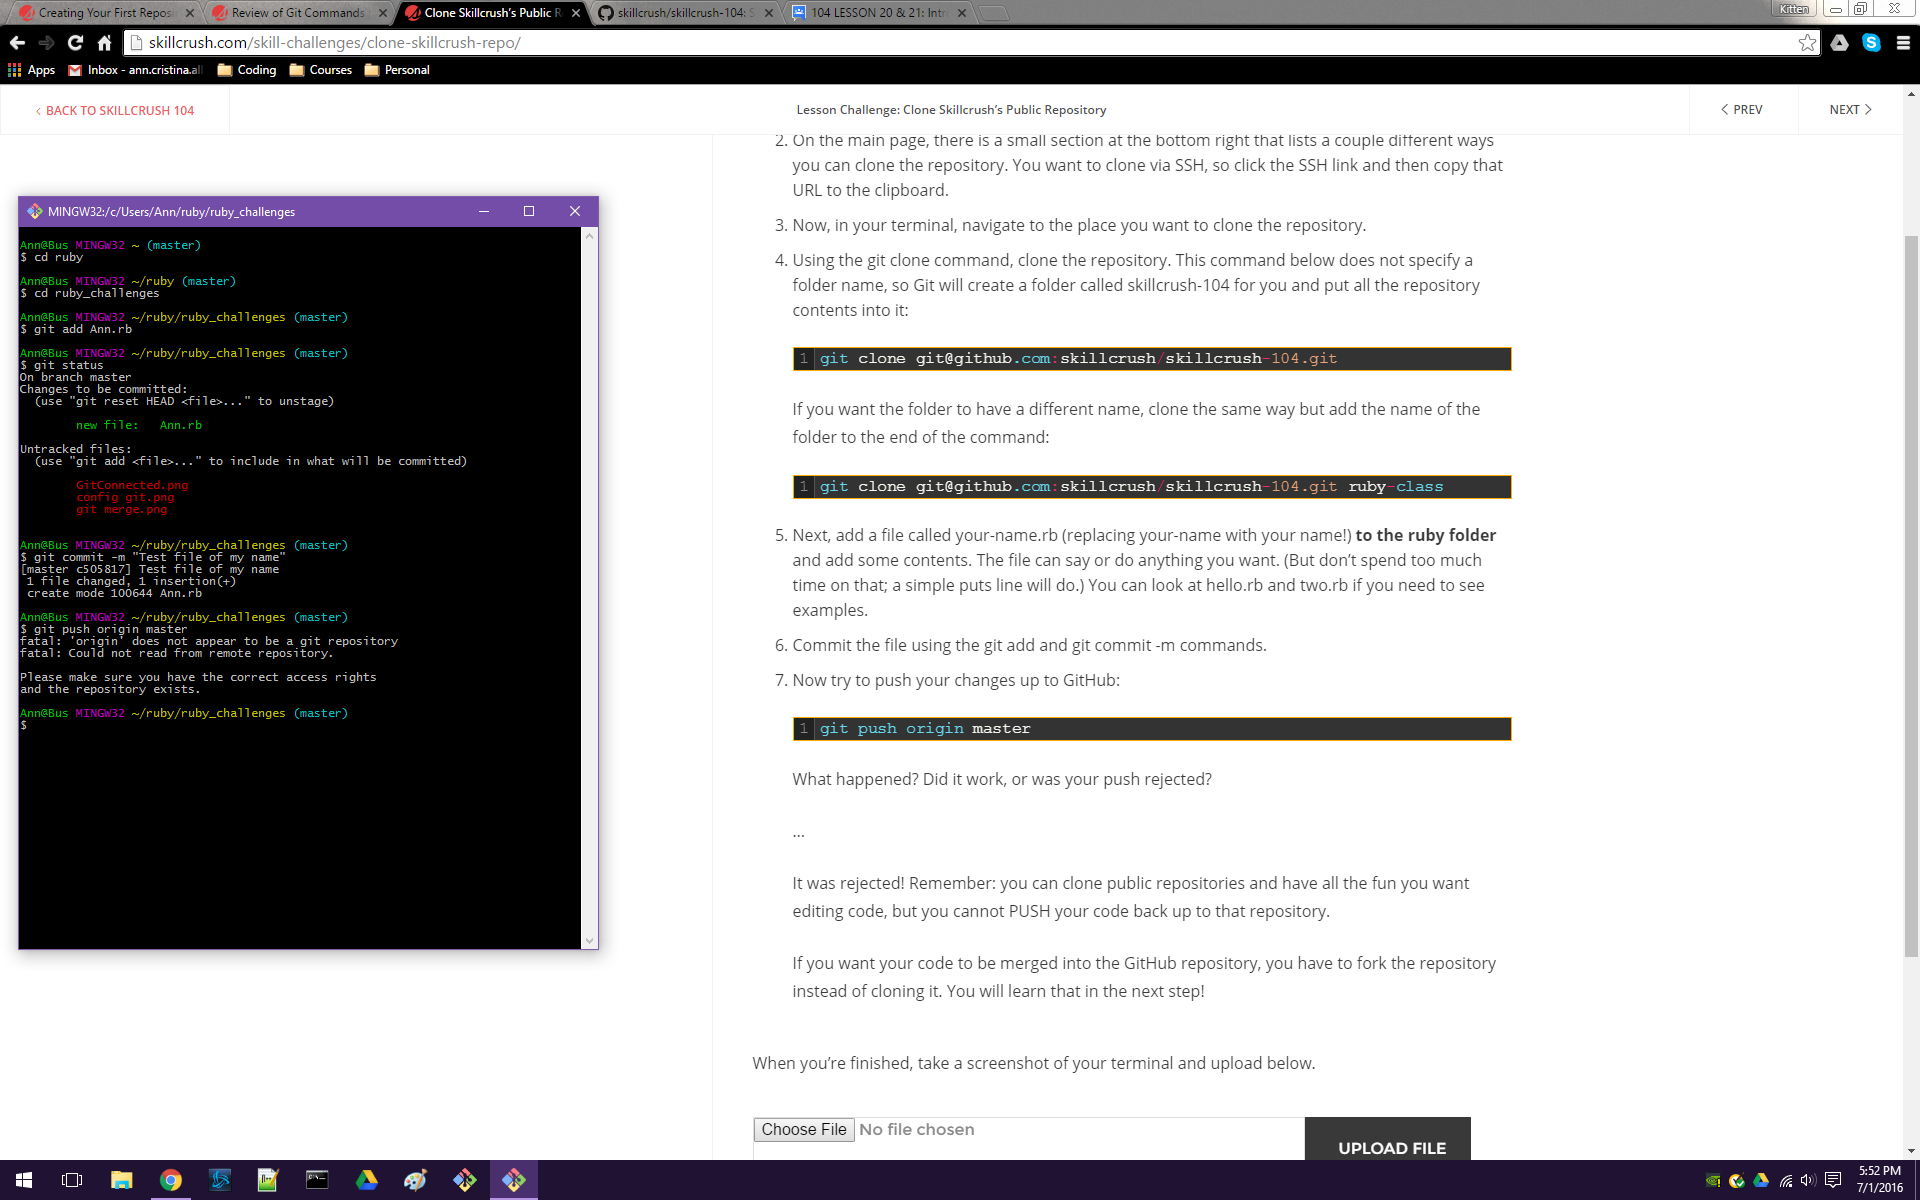 Creating Your First Repos
Review of Git Commands
Clone Skillcrush's Public R
skillcrush/skillcrush-104: S
104 LESSON 20 & 21: Intr
Kitten
skillcrush.com/skill-challenges/clone-skillcrush-repo/
Apps
Inbox - ann.cristina.al
Coding
Courses
Personal
BACK TO SKILLCRUSH 104
Lesson Challenge: Clone Skillcrush's Public Repository
PREV
NEXT
MINGW32:/c/Users/Ann/ruby/ruby_challenges
Ann@Bus MINGW32 ~ (master)
$ cd ruby
Ann@Bus MINGW32 ~/ruby (master)
$ cd ruby_challenges
Ann@Bus MINGW32 ~/ruby/ruby_challenges (master)
$ git add Ann.rb
Ann@Bus MINGW32 ~/ruby/ruby_challenges (master)
$ git status
On branch master
Changes to be committed:
(use "git reset HEAD <file>..." to unstage)
new file:   Ann.rb
Untracked files:
(use "git add <file>..." to include in what will be committed)
GitConnected.png
config git.png
git merge.png
Ann@Bus MINGW32 ~/ruby/ruby_challenges (master)
$ git commit -m "Test file of my name"
[master c505817] Test file of my name
1 file changed, 1 insertion(+)
create mode 100644 Ann.rb
Ann@Bus MINGW32 ~/ruby/ruby_challenges (master)
$ git push origin master
fatal: 'origin' does not appear to be a git repository
fatal: Could not read from remote repository.
Please make sure you have the correct access rights
and the repository exists.
Ann@Bus MINGW32 ~/ruby/ruby_challenges (master)
$
2. On the main page, there is a small section at the bottom right that lists a couple different ways
you can clone the repository. You want to clone via SSH, so click the SSH link and then copy that
URL to the clipboard.
3. Now, in your terminal, navigate to the place you want to clone the repository.
4. Using the git clone command, clone the repository. This command below does not specify a
folder name, so Git will create a folder called skillcrush-104 for you and put all the repository
contents into it:
1 git clone git@github.com:skillcrush/skillcrush-104.git
If you want the folder to have a different name, clone the same way but add the name of the
folder to the end of the command:
1 git clone git@github.com:skillcrush/skillcrush-104.git ruby-class
5. Next, add a file called your-name.rb (replacing your-name with your name!) to the ruby folder
and add some contents. The file can say or do anything you want. (But don't spend too much
time on that; a simple puts line will do.) You can look at hello.rb and two.rb if you need to see
examples.
6. Commit the file using the git add and git commit -m commands.
7. Now try to push your changes up to GitHub:
1 git push origin master
What happened? Did it work, or was your push rejected?
...
It was rejected! Remember: you can clone public repositories and have all the fun you want
editing code, but you cannot PUSH your code back up to that repository.
If you want your code to be merged into the GitHub repository, you have to fork the repository
instead of cloning it. You will learn that in the next step!
When you're finished, take a screenshot of your terminal and upload below.
Choose File No file chosen
UPLOAD FILE
5:52 PM
7/1/2016